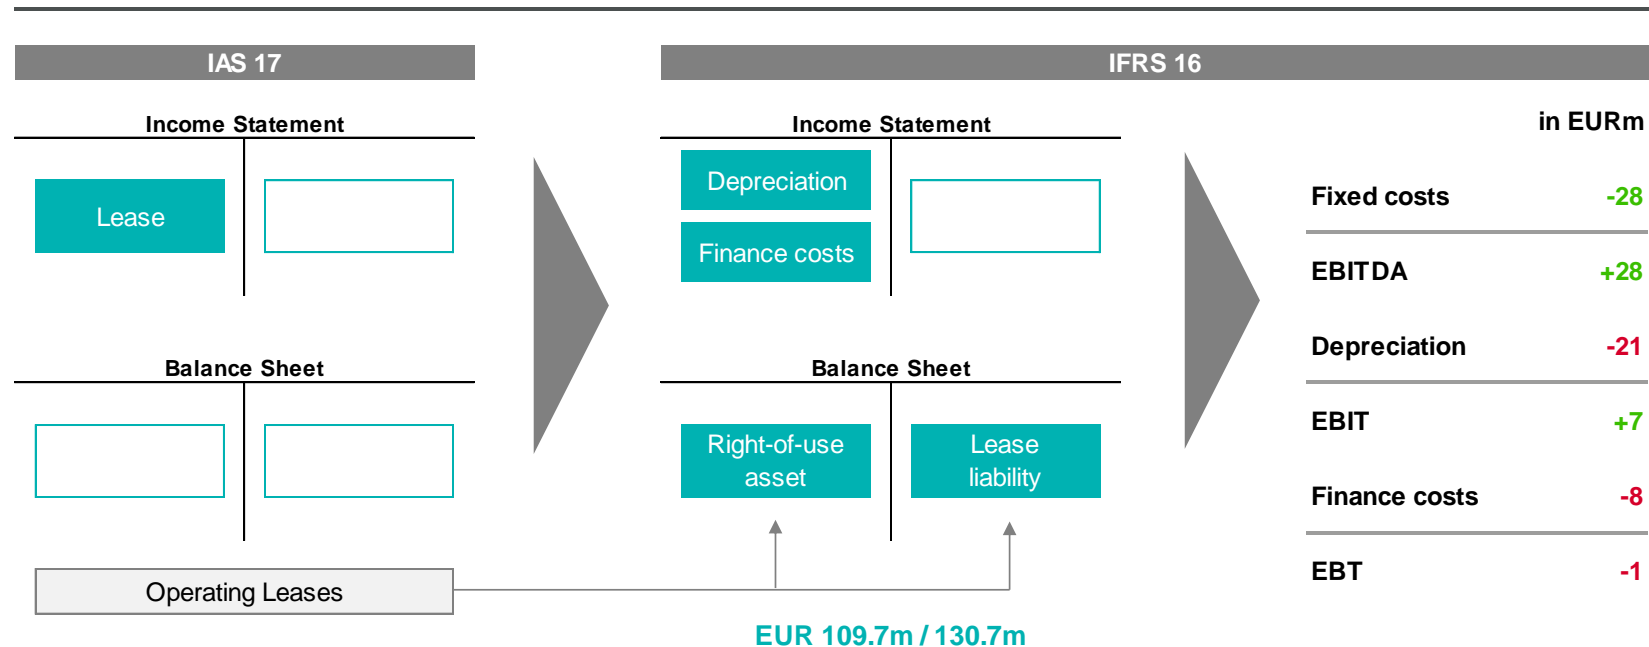 IAS 17
Income Statement
Lease
Balance Sheet
Operating Leases
IFRS 16
Income Statement
Depreciation
Finance costs
Balance Sheet
Right-of-use
asset
Lease
liability
EUR 109.7m / 130.7m
in EURm
Fixed costs -28
EBITDA +28
Depreciation -21
EBIT +7
Finance costs -8
EBT -1